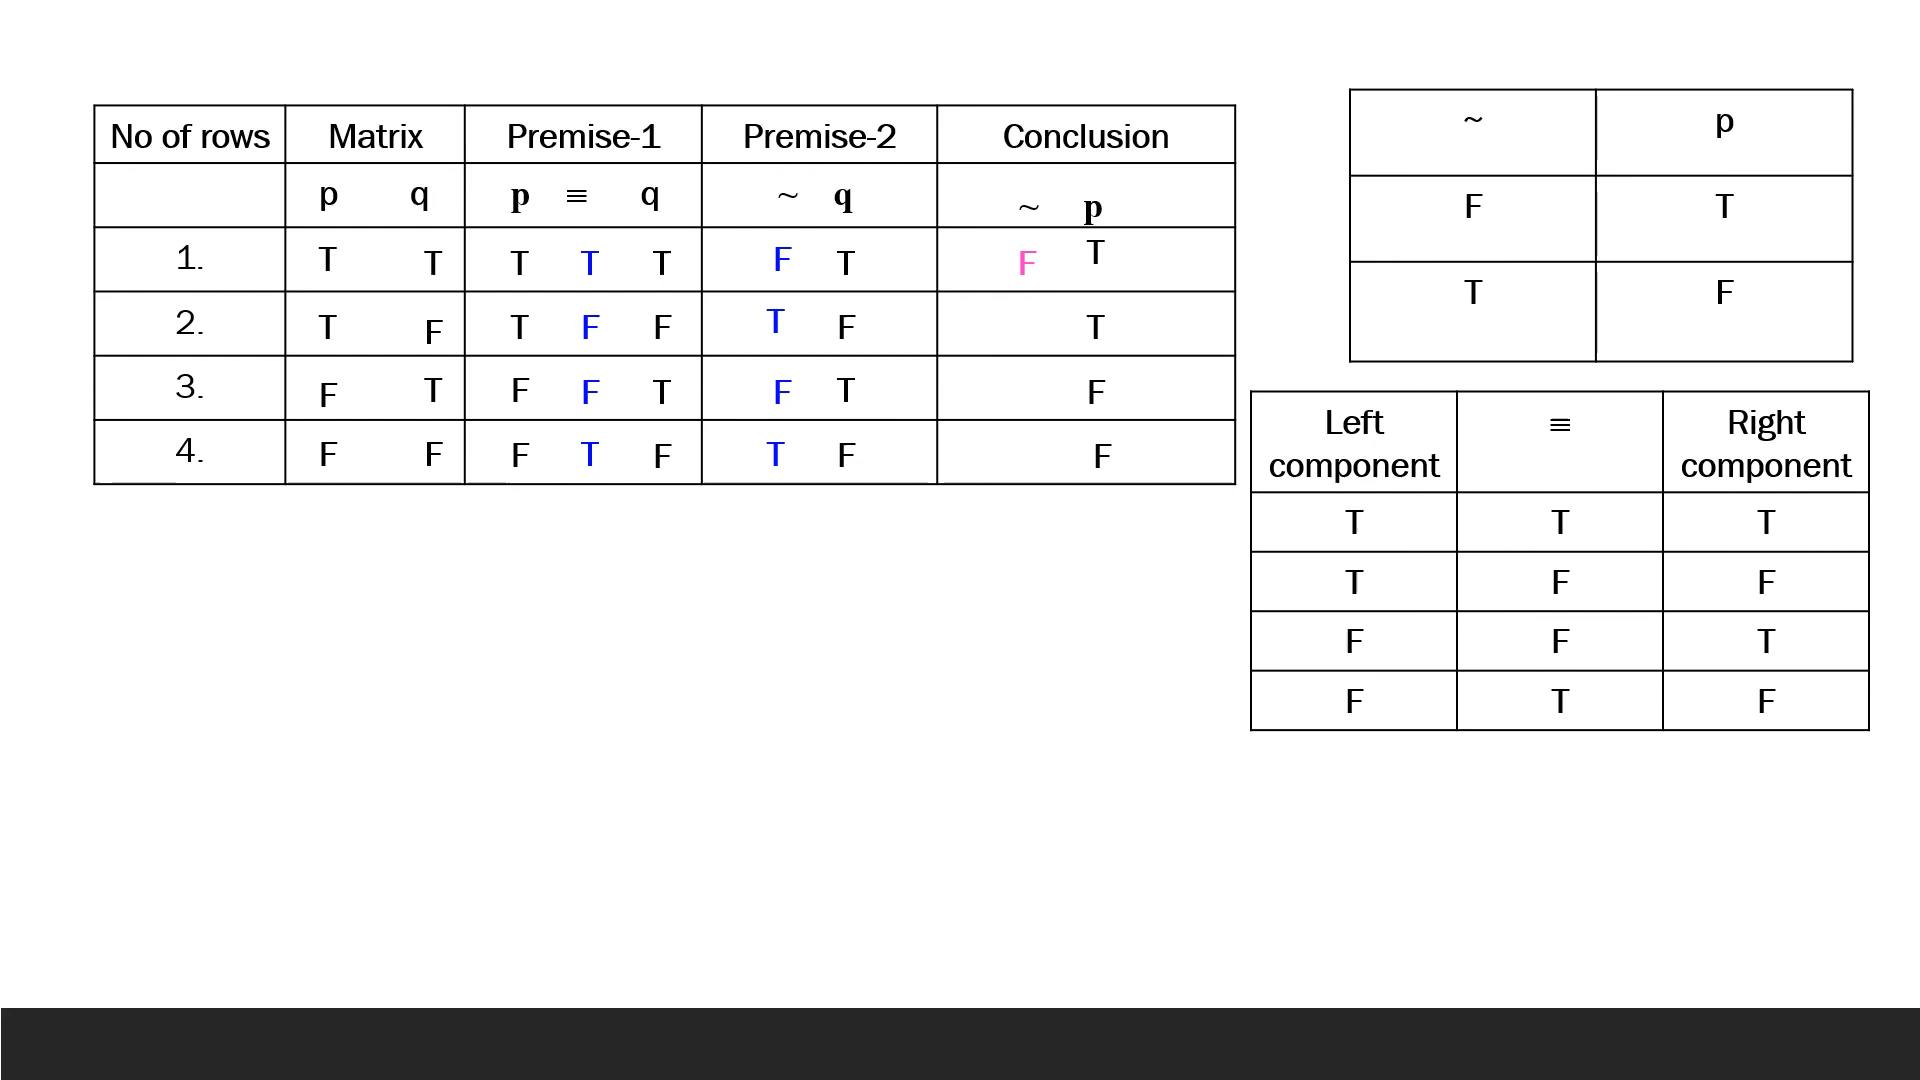 No of rows Matrix Premise-1 Premise-2 Conclusion
p q p ≡ q ~ q ~ p
1. T T T T T F T F T
2. T F T F F T F T
3. F T F F T F T F
4. F F F T F T F F
~ p
F T
T F
Left component ≡ Right component
T T T
T F F
F F T
F T F